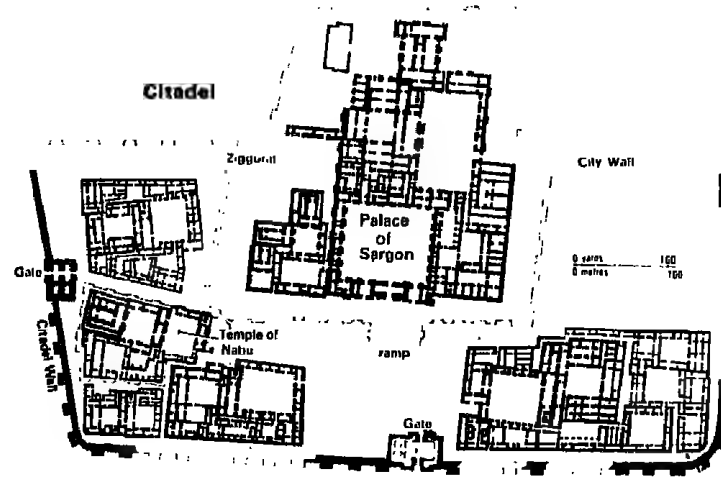 Citadel
Ziggurat
City Wall
Palace
of
Sargon
0 yards 160
0 metres 160
Gate
Citadel Wall
Temple of
Nabu
ramp
Gate